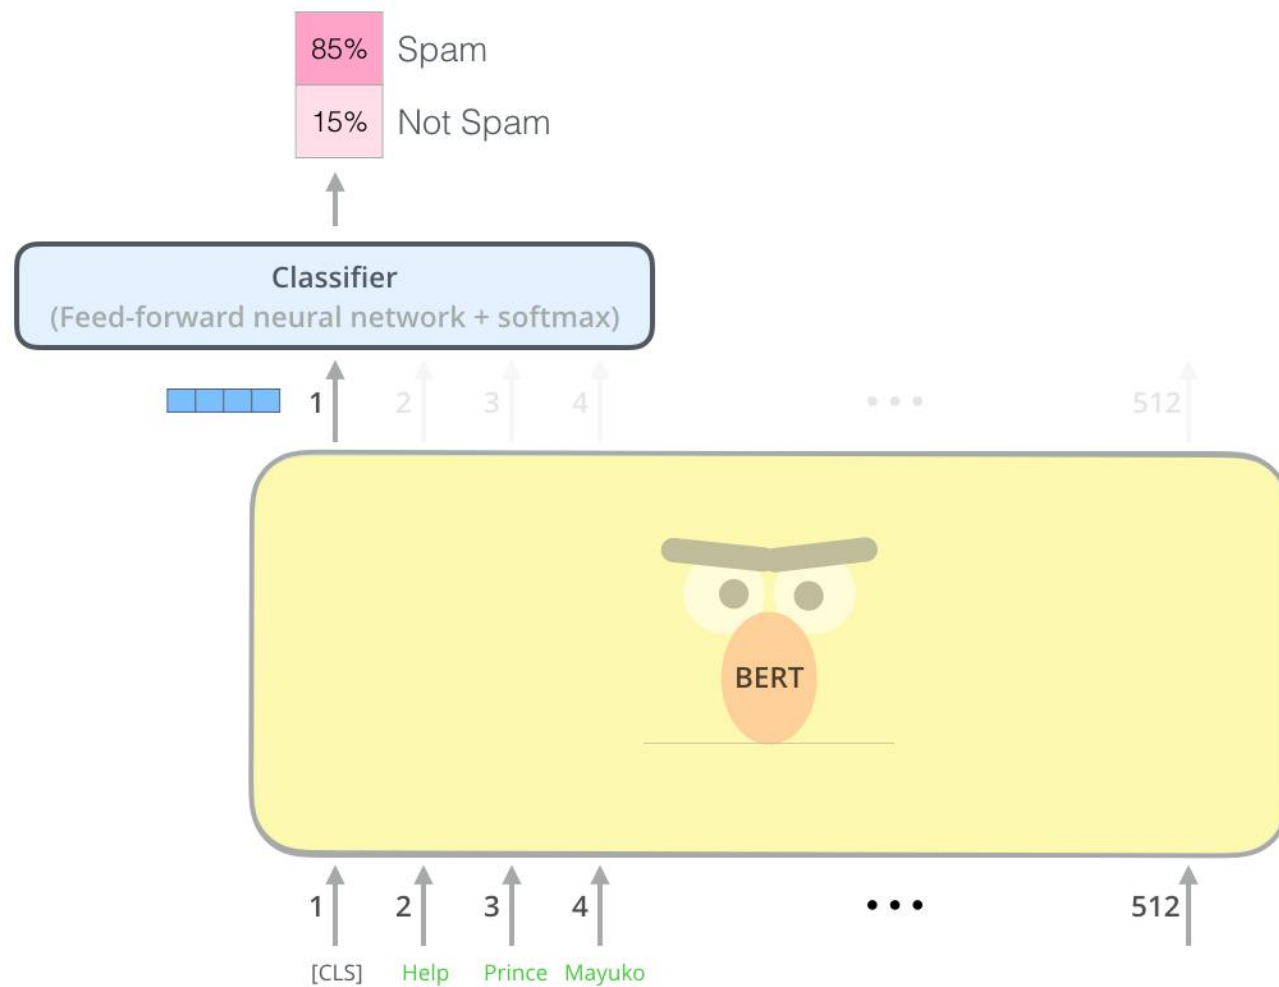 85% Spam
15% Not Spam
Classifier
(Feed-forward neural network + softmax)
1 2 3 4 ••• 512
BERT
1 2 3 4 ••• 512
[CLS] Help Prince Mayuko